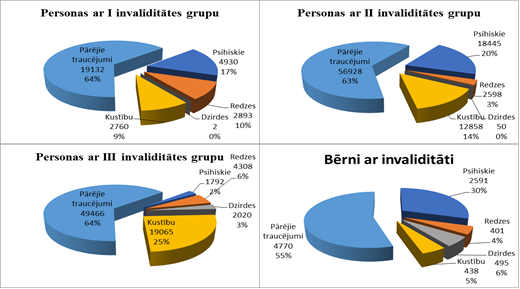 Personas ar I invaliditātes grupu
Pārējie
traucējumi
19132
64%
Psihiskie
4930
17%
Redzes
2893
10%
Dzirdes
2
0%
Kustību
2760
9%
Personas ar II invaliditātes grupu
Pārējie
traucējumi
56928
63%
Psihiskie
18445
20%
Redzes
2598
3%
Dzirdes
50
0%
Kustību
12858
14%
Personas ar III invaliditātes grupu
Pārējie
traucējumi
49466
64%
Psihiskie
1792
2%
Redzes
4308
6%
Dzirdes
2020
3%
Kustību
19065
25%
Bērni ar invaliditāti
Pārējie
traucējumi
4770
55%
Psihiskie
2591
30%
Redzes
401
4%
Dzirdes
495
6%
Kustību
438
5%